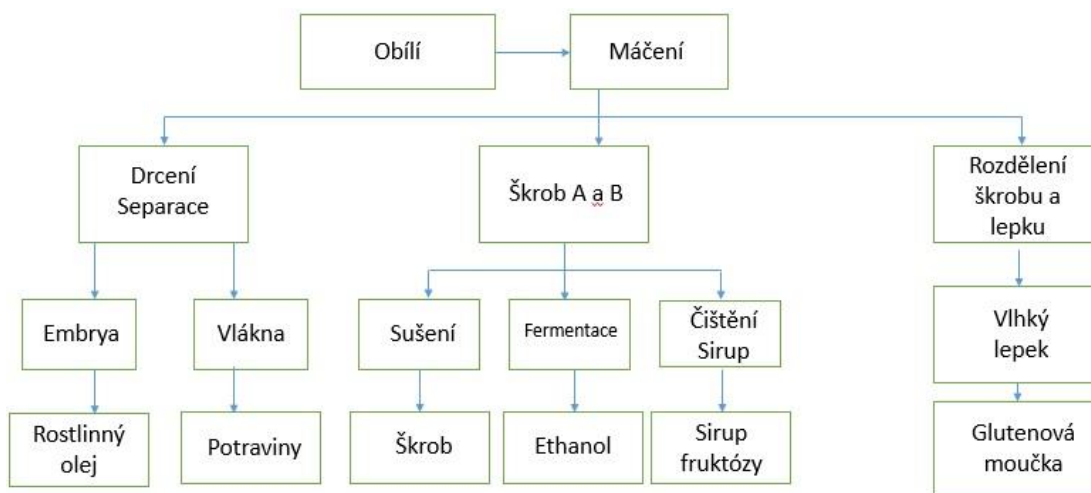 Obílí
Máčení
Drcení
Separace
Škrob A a B
Rozdělení
škrobu a
lepku
Embrya
Vlákna
Sušení
Fermentace
Čištění
Sirup
Vlhký
lepek
Rostlinný
olej
Potraviny
Škrob
Ethanol
Sirup
fruktózy
Glutenová
moučka